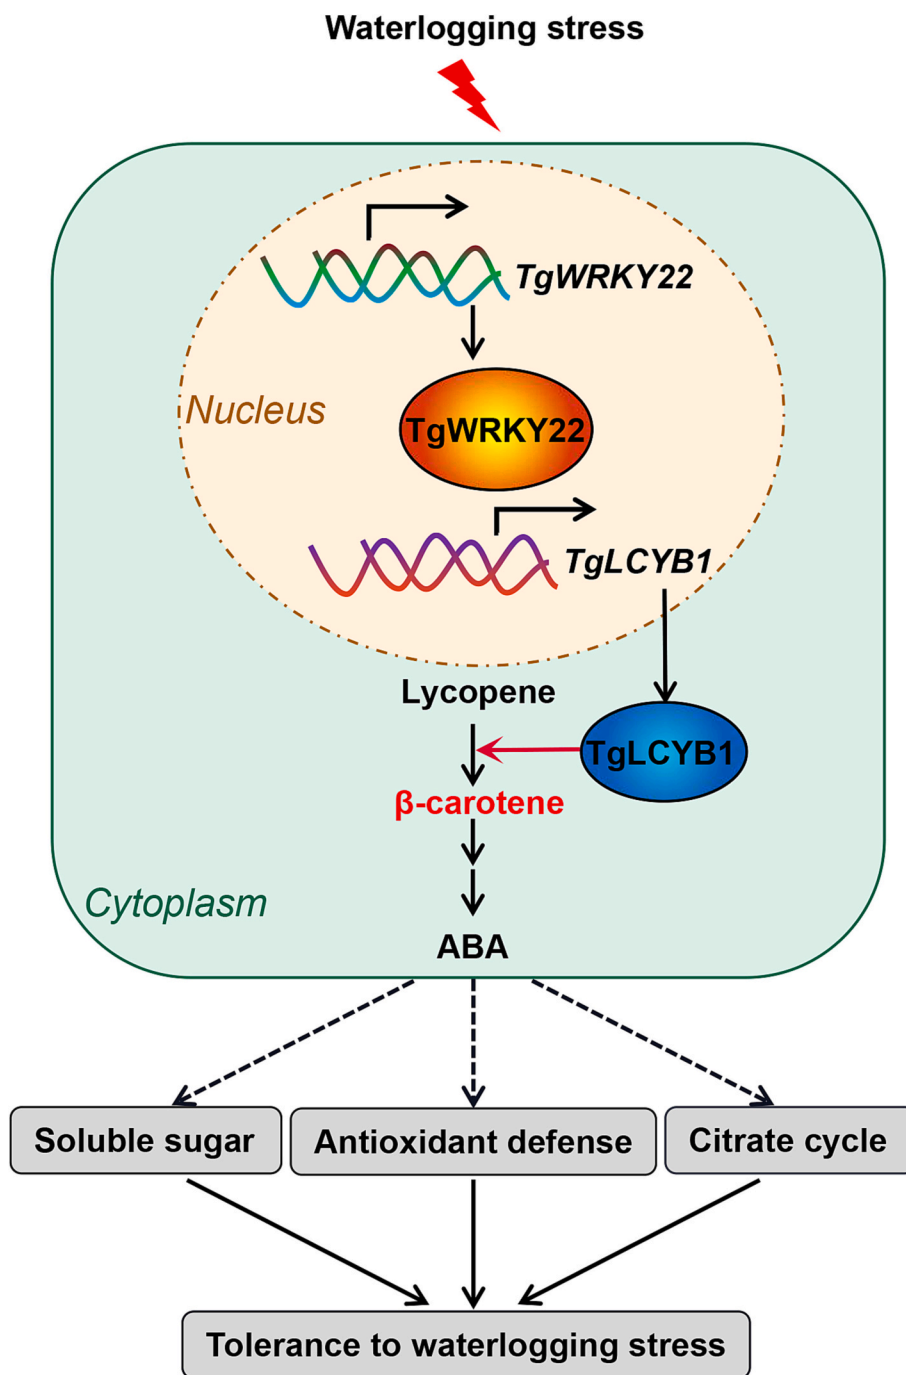 Waterlogging stress
TgWRKY22
Nucleus
TgWRKY22
TgLCYB1
Lycopene
TgLCYB1
β-carotene
Cytoplasm
ABA
Soluble sugar
Antioxidant defense
Citrate cycle
Tolerance to waterlogging stress